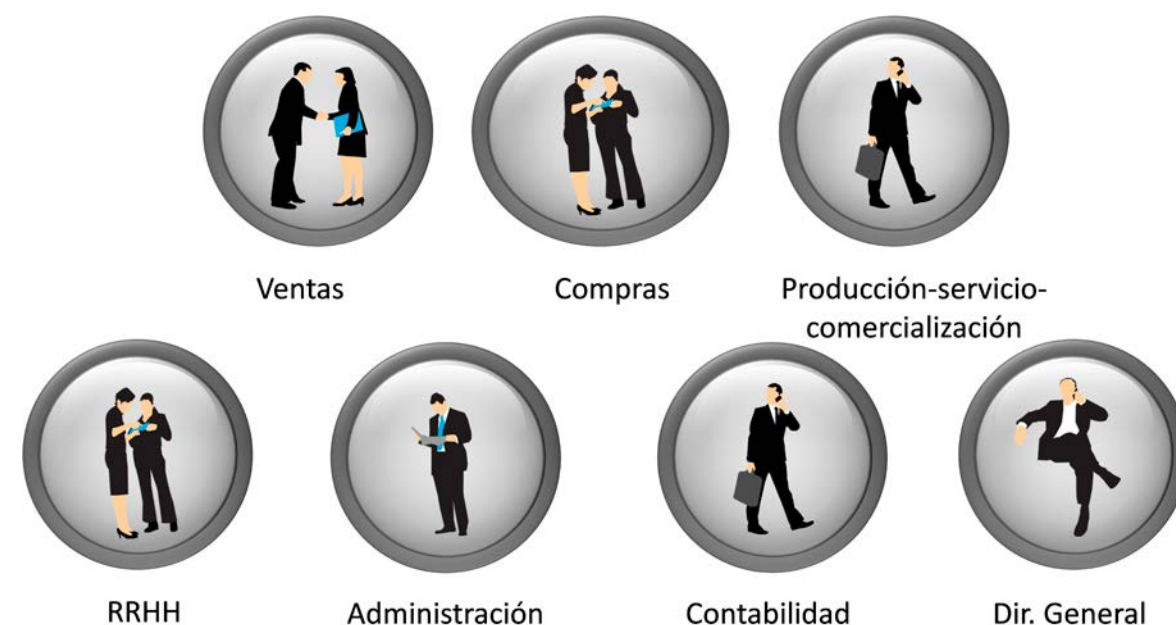 Ventas
Compras
Producción-servicio-
comercialización
RRHH
Administración
Contabilidad
Dir. General